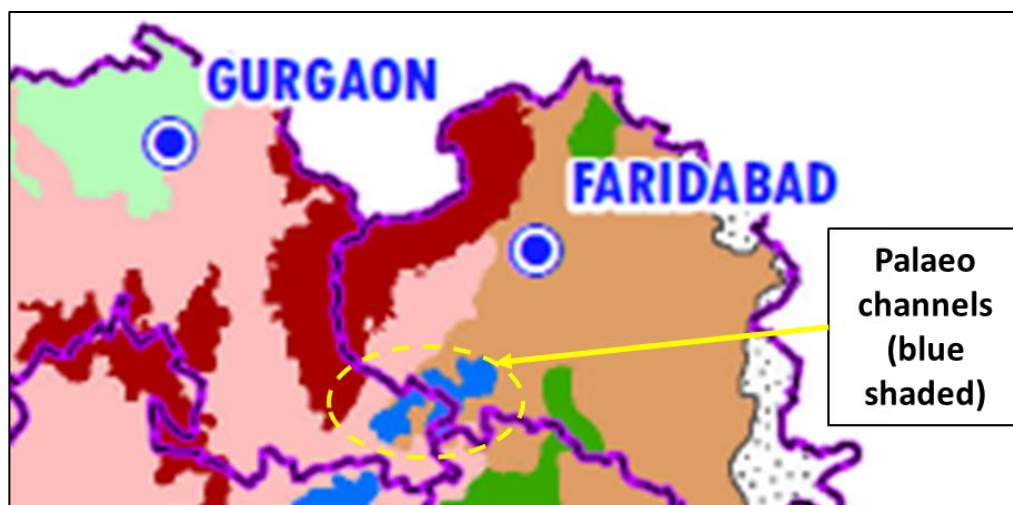 GURGAON
FARIDABAD
Palaeo
channels
(blue
shaded)